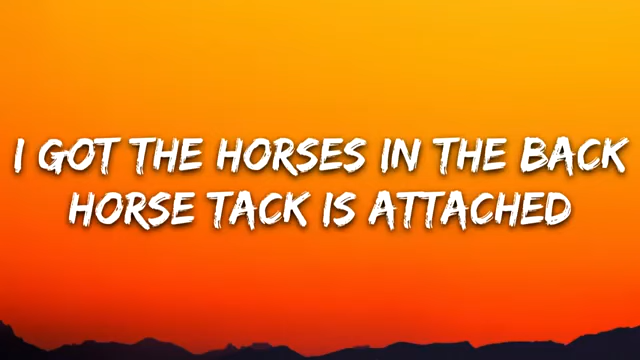 I GOT THE HORSES IN THE BACK
HORSE TACK IS ATTACHED